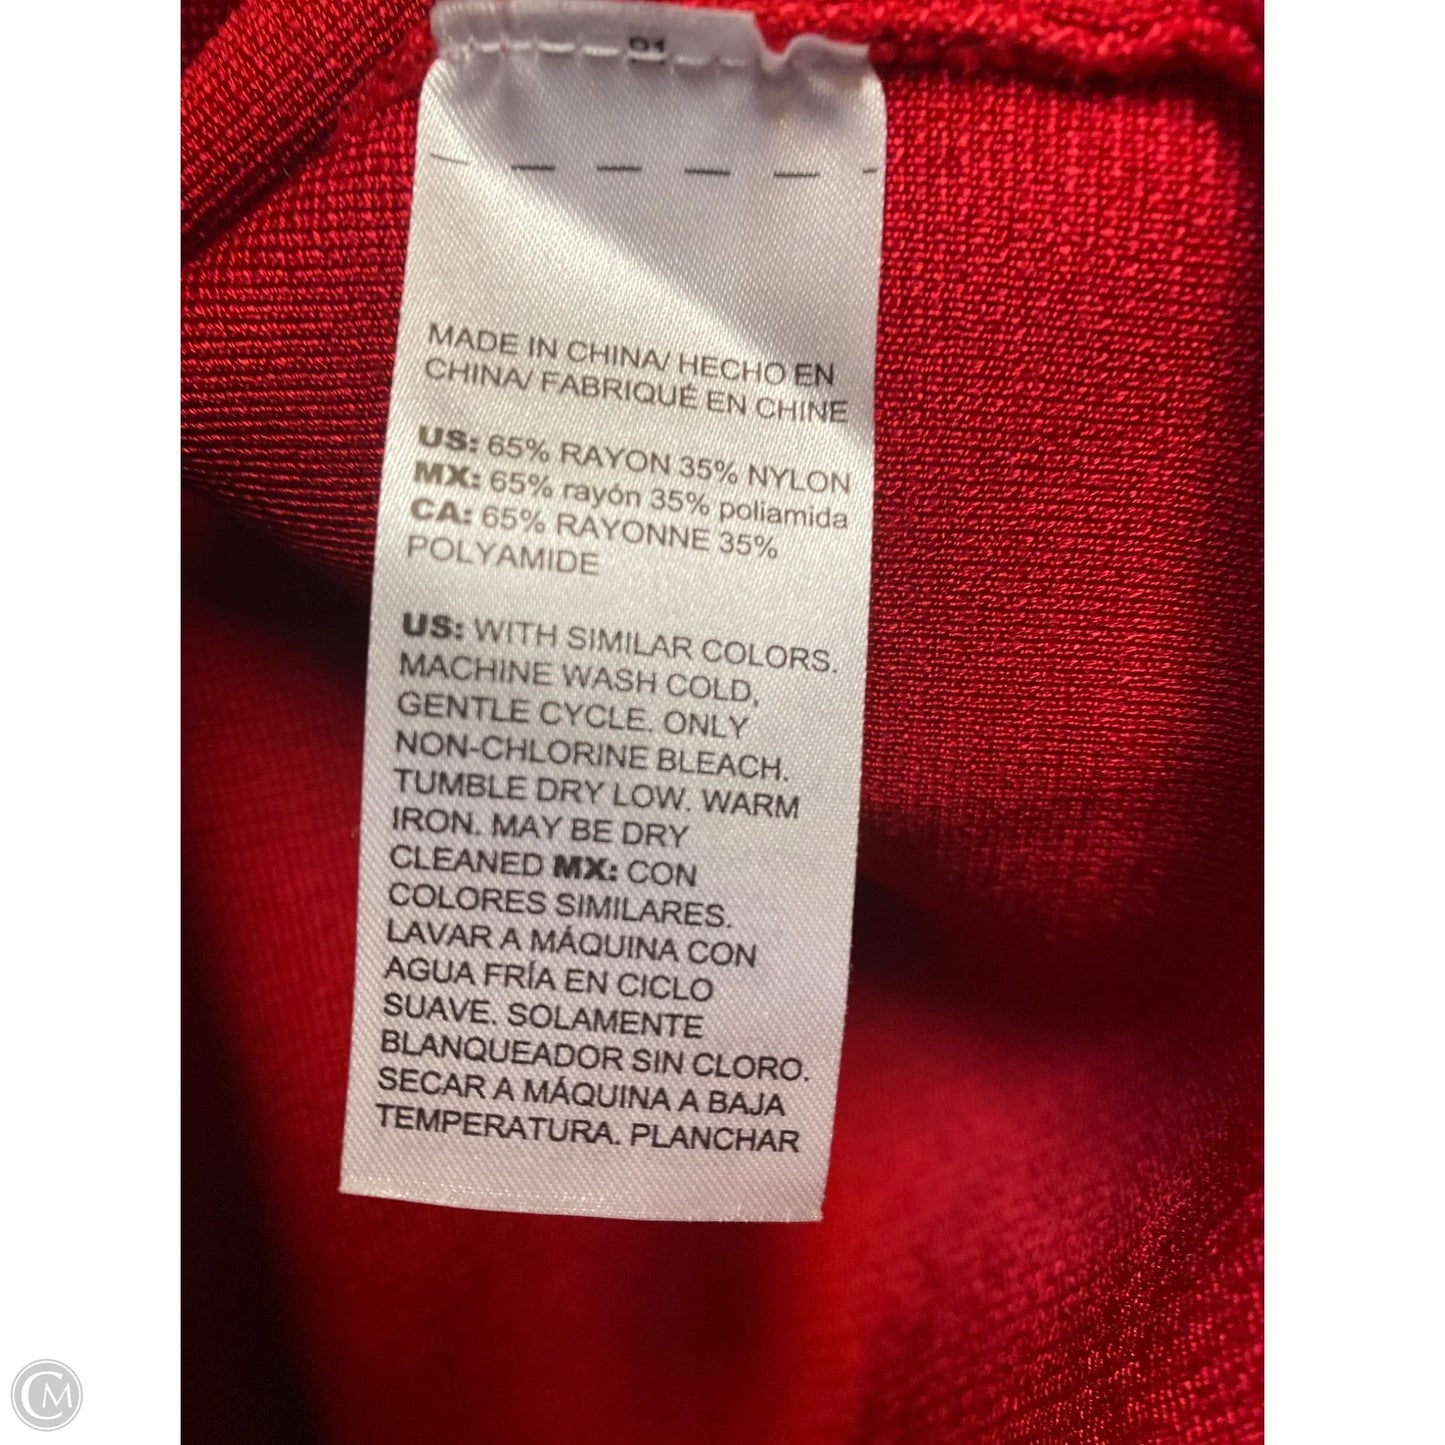 MADE IN CHINA/ HECHO EN
CHINA/ FABRIQUÉ EN CHINE
US: 65% RAYON 35% NYLON
MX: 65% rayón 35% poliamida
CA: 65% RAYONNE 35%
POLYAMIDE
US: WITH SIMILAR COLORS.
MACHINE WASH COLD,
GENTLE CYCLE. ONLY
NON-CHLORINE BLEACH.
TUMBLE DRY LOW. WARM
IRON. MAY BE DRY
CLEANED MX: CON
COLORES SIMILARES.
LAVAR A MÁQUINA CON
AGUA FRÍA EN CICLO
SUAVE. SOLAMENTE
BLANQUEADOR SIN CLORO.
SECAR A MÁQUINA A BAJA
TEMPERATURA. PLANCHAR
CM